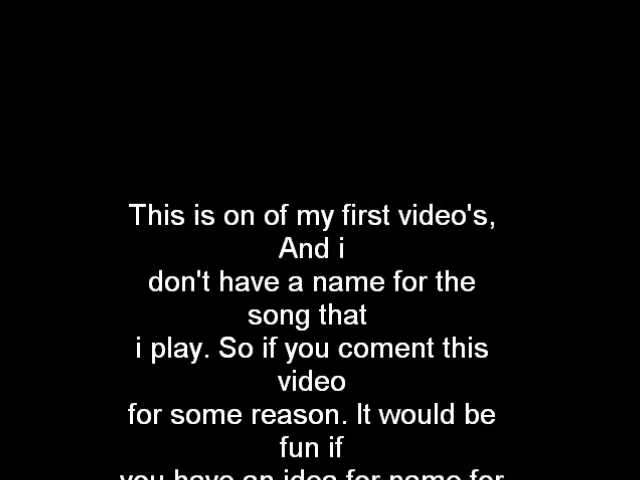 This is on of my first video's,
And i
don't have a name for the
song that
i play. So if you coment this
video
for some reason. It would be
fun if
you have an idea for name for